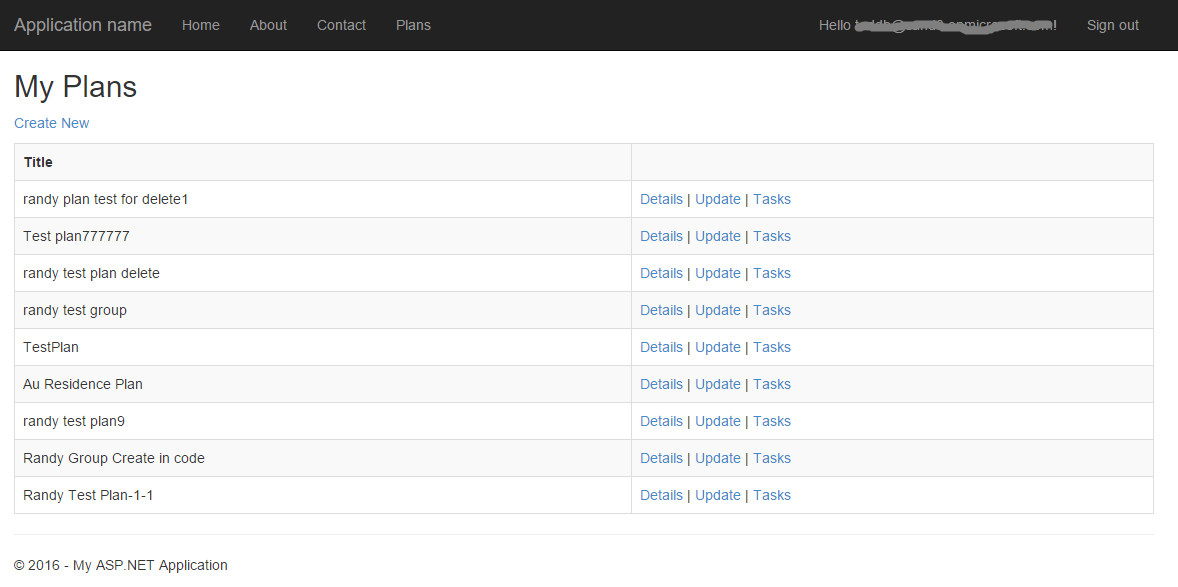 Application name Home About Contact Plans Hello Sign out
My Plans
Create New
Title
randy plan test for delete1 Details | Update | Tasks
Test plan777777 Details | Update | Tasks
randy test plan delete Details | Update | Tasks
randy test group Details | Update | Tasks
TestPlan Details | Update | Tasks
Au Residence Plan Details | Update | Tasks
randy test plan9 Details | Update | Tasks
Randy Group Create in code Details | Update | Tasks
Randy Test Plan-1-1 Details | Update | Tasks
© 2016 - My ASP.NET Application